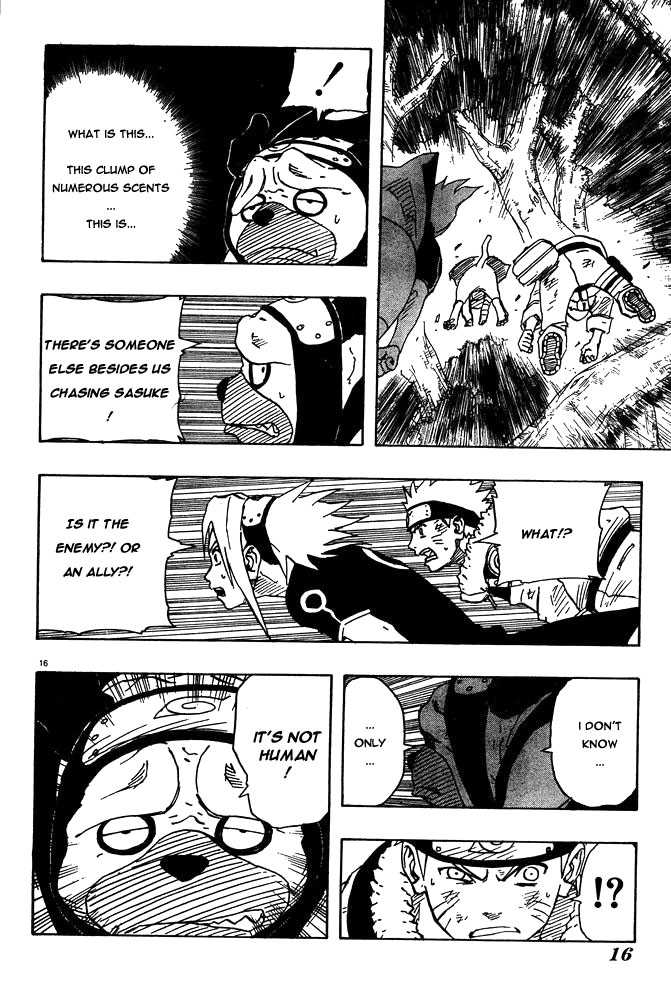 !
WHAT IS THIS...
THIS CLUMP OF
NUMEROUS SCENTS
...
THIS IS...
THERE'S SOMEONE
ELSE BESIDES US
CHASING SASUKE
!
WHAT!?
IS IT THE
ENEMY?! OR
AN ALLY?!
16
I DON'T
KNOW
...
...
ONLY
...
IT'S NOT
HUMAN
!
!?
16